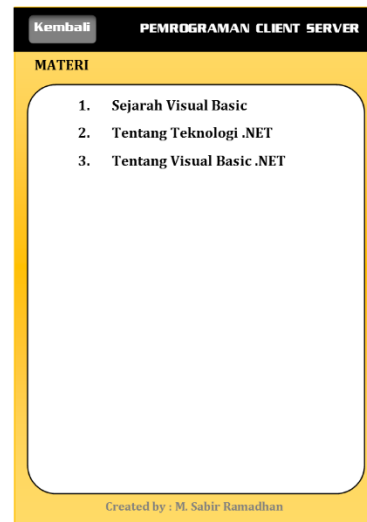 Kembali PEMROGRAMAN CLIENT SERVER
MATERI
1. Sejarah Visual Basic
2. Tentang Teknologi .NET
3. Tentang Visual Basic .NET
Created by : M. Sabir Ramadhan